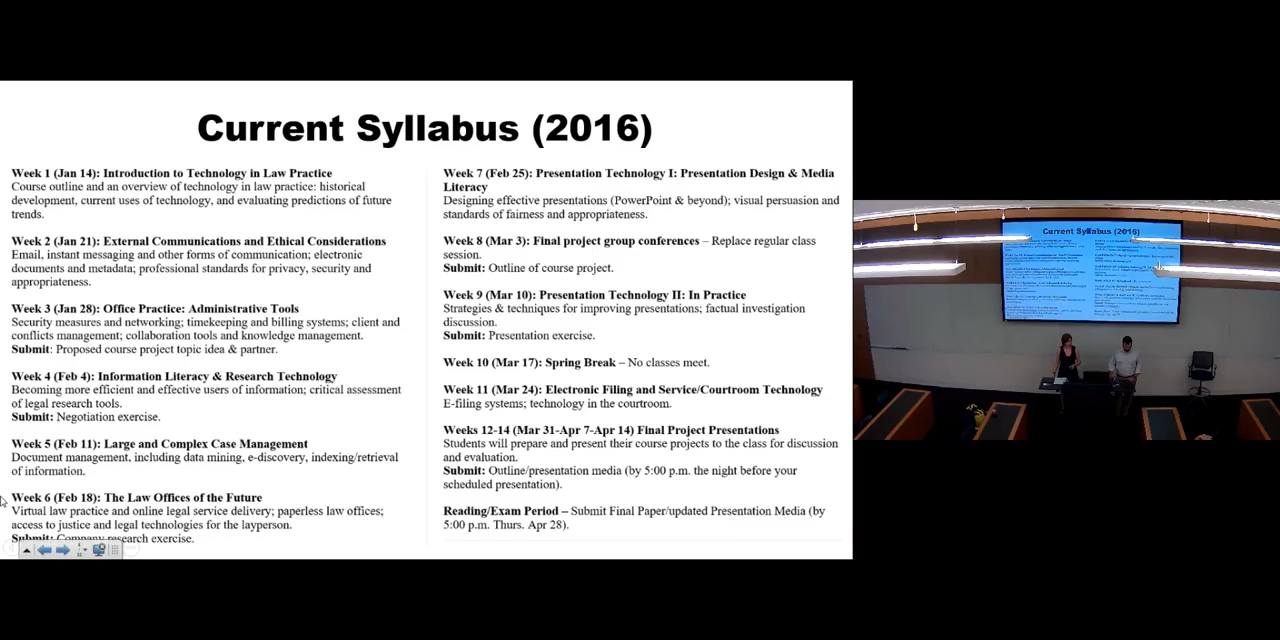 Current Syllabus (2016)
Week 1 (Jan 14): Introduction to Technology in Law Practice
Course outline and an overview of technology in law practice: historical
development, current uses of technology, and evaluating predictions of future
trends.
Week 2 (Jan 21): External Communications and Ethical Considerations
Email, instant messaging and other forms of communication; electronic
documents and metadata; professional standards for privacy, security and
appropriateness.
Week 3 (Jan 28): Office Practice: Administrative Tools
Security measures and networking; timekeeping and billing systems; client and
conflicts management; collaboration tools and knowledge management.
Submit: Proposed course project topic idea & partner.
Week 4 (Feb 4): Information Literacy & Research Technology
Becoming more efficient and effective users of information; critical assessment
of legal research tools.
Submit: Negotiation exercise.
Week 5 (Feb 11): Large and Complex Case Management
Document management, including data mining, e-discovery, indexing/retrieval
of information.
Week 6 (Feb 18): The Law Offices of the Future
Virtual law practice and online legal service delivery; paperless law offices;
access to justice and legal technologies for the layperson.
Submit: Company research exercise.
Week 7 (Feb 25): Presentation Technology I: Presentation Design & Media
Literacy
Designing effective presentations (PowerPoint & beyond); visual persuasion and
standards of fairness and appropriateness.
Week 8 (Mar 3): Final project group conferences – Replace regular class
session.
Submit: Outline of course project.
Week 9 (Mar 10): Presentation Technology II: In Practice
Strategies & techniques for improving presentations; factual investigation
discussion.
Submit: Presentation exercise.
Week 10 (Mar 17): Spring Break – No classes meet.
Week 11 (Mar 24): Electronic Filing and Service/Courtroom Technology
E-filing systems; technology in the courtroom.
Weeks 12-14 (Mar 31-Apr 7-Apr 14) Final Project Presentations
Students will prepare and present their course projects to the class for discussion
and evaluation.
Submit: Outline/presentation media (by 5:00 p.m. the night before your
scheduled presentation).
Reading/Exam Period – Submit Final Paper/updated Presentation Media (by
5:00 p.m. Thurs. Apr 28).
Current Syllabus (2016)